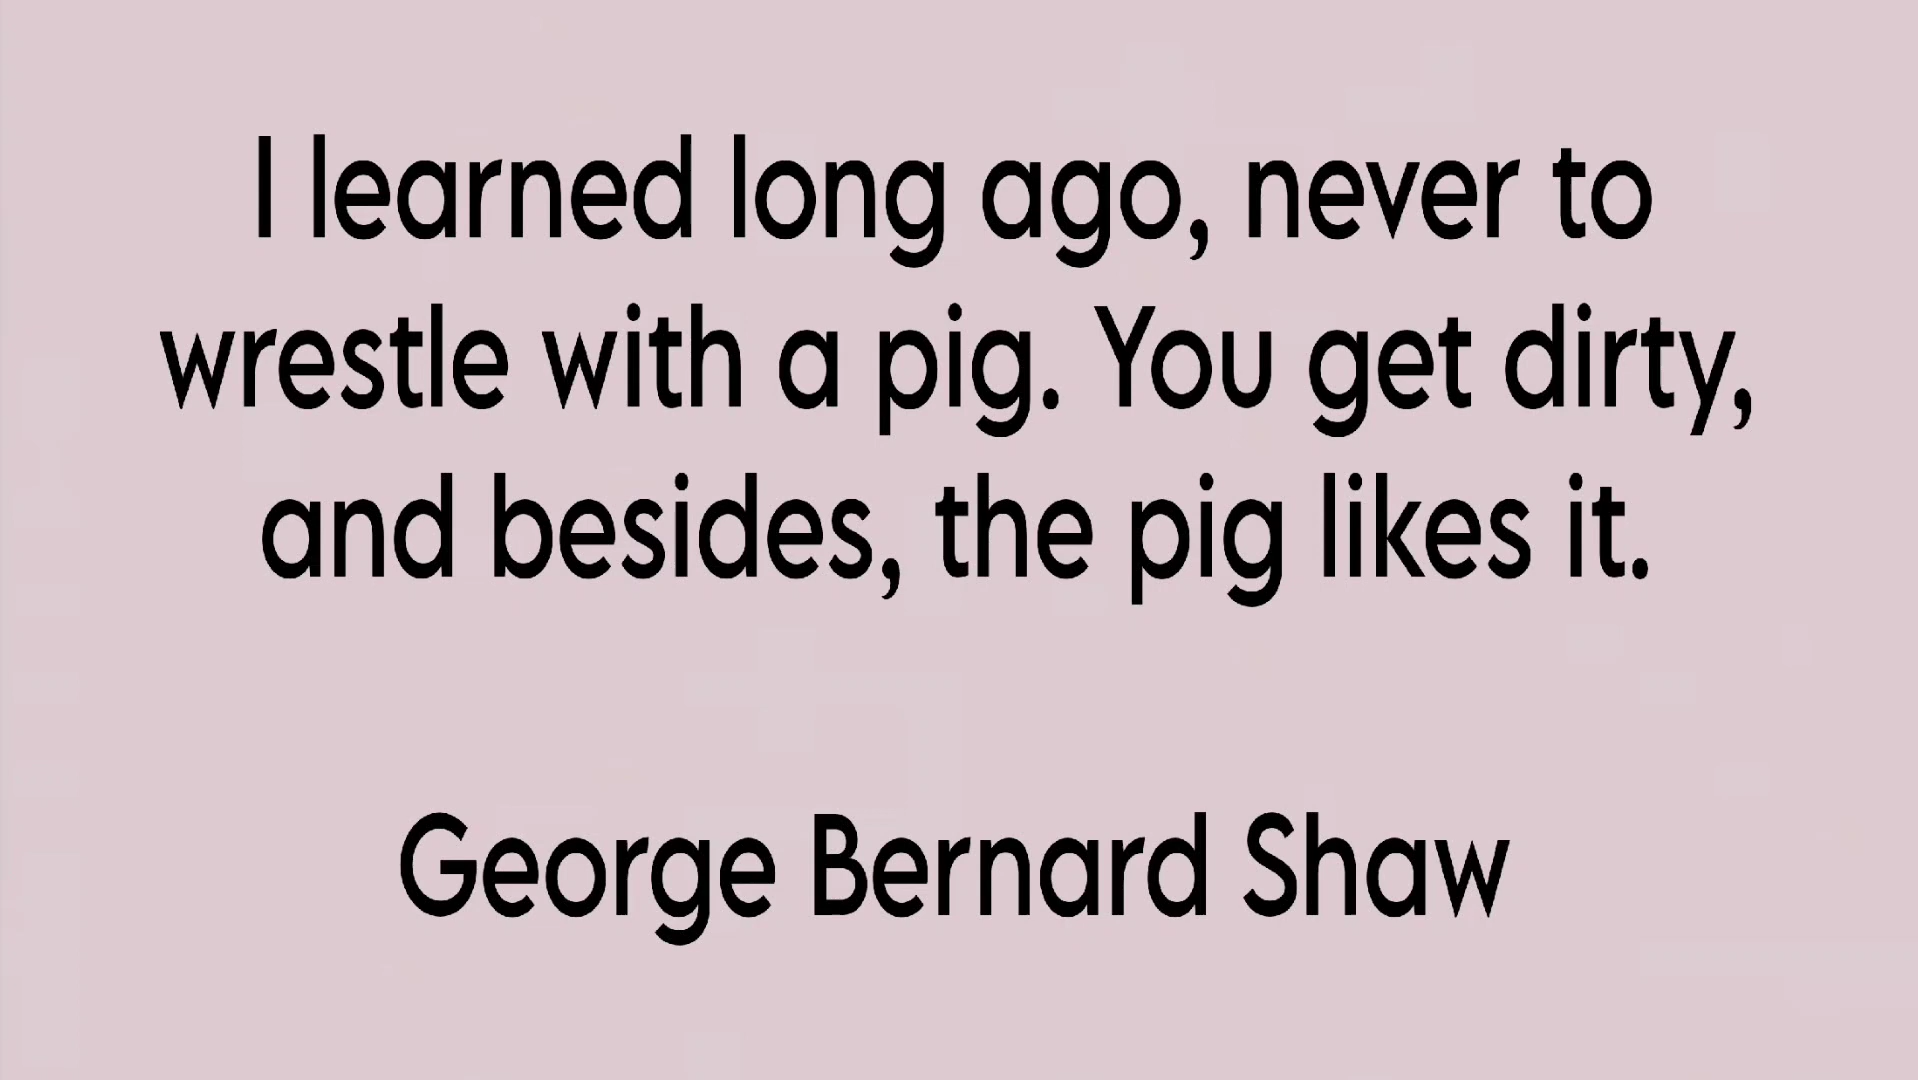 I learned long ago, never to
wrestle with a pig. You get dirty,
and besides, the pig likes it.
George Bernard Shaw